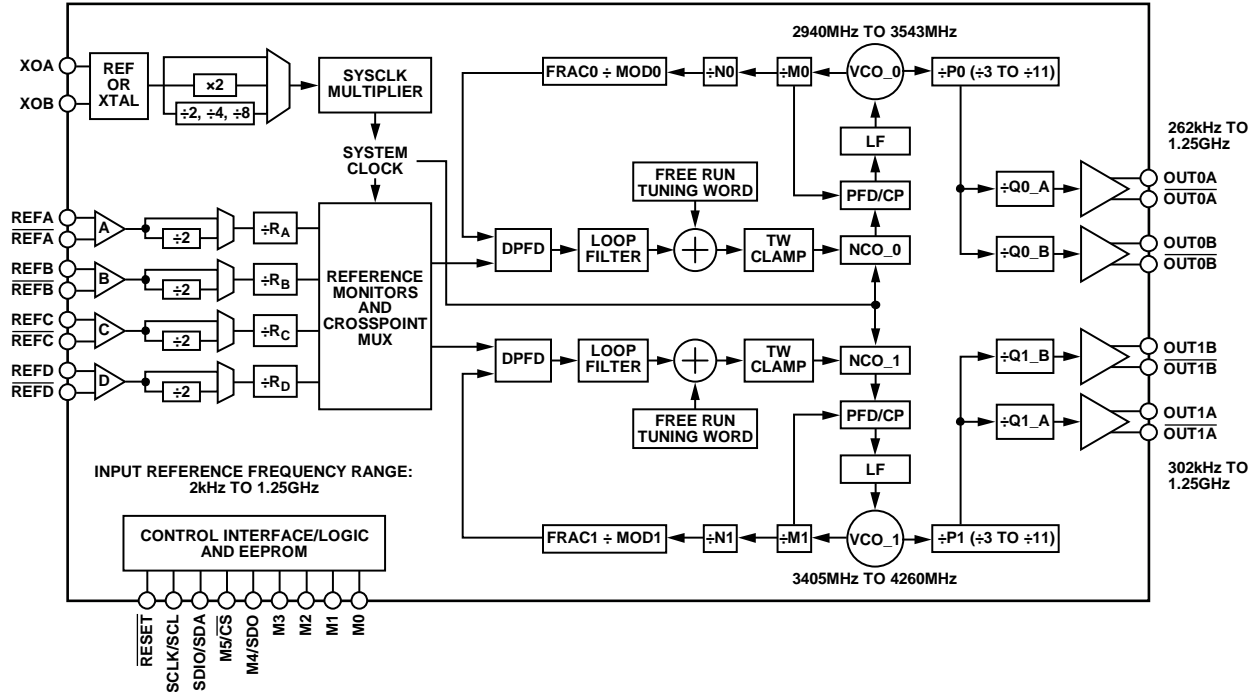 2940MHz TO 3543MHz
XOA
XOB
REF
OR
XTAL
×2
÷2, ÷4, ÷8
SYSCLK
MULTIPLIER
FRAC0 ÷ MOD0
÷N0
÷M0
VCO_0
÷P0 (÷3 TO ÷11)
SYSTEM
CLOCK
FREE RUN
TUNING WORD
LF
PFD/CP
262kHz TO
1.25GHz
÷Q0_A
OUT0A
OUT0A
REFA
REFA
A
÷2
÷RA
REFERENCE
MONITORS
AND
CROSSPOINT
MUX
DPFD
LOOP
FILTER
+
TW
CLAMP
NCO_0
÷Q0_B
OUT0B
OUT0B
REFB
REFB
B
÷2
÷RB
REFC
REFC
C
÷2
÷RC
REFD
REFD
D
÷2
÷RD
DPFD
LOOP
FILTER
+
TW
CLAMP
NCO_1
÷Q1_B
OUT1B
OUT1B
FREE RUN
TUNING WORD
PFD/CP
÷Q1_A
OUT1A
OUT1A
LF
302kHz TO
1.25GHz
INPUT REFERENCE FREQUENCY RANGE:
2kHz TO 1.25GHz
FRAC1 ÷ MOD1
÷N1
÷M1
VCO_1
÷P1 (÷3 TO ÷11)
3405MHz TO 4260MHz
CONTROL INTERFACE/LOGIC
AND EEPROM
RESET
SCLK/SCL
SDIO/SDA
M5/CS
M4/SDO
M3
M2
M1
M0